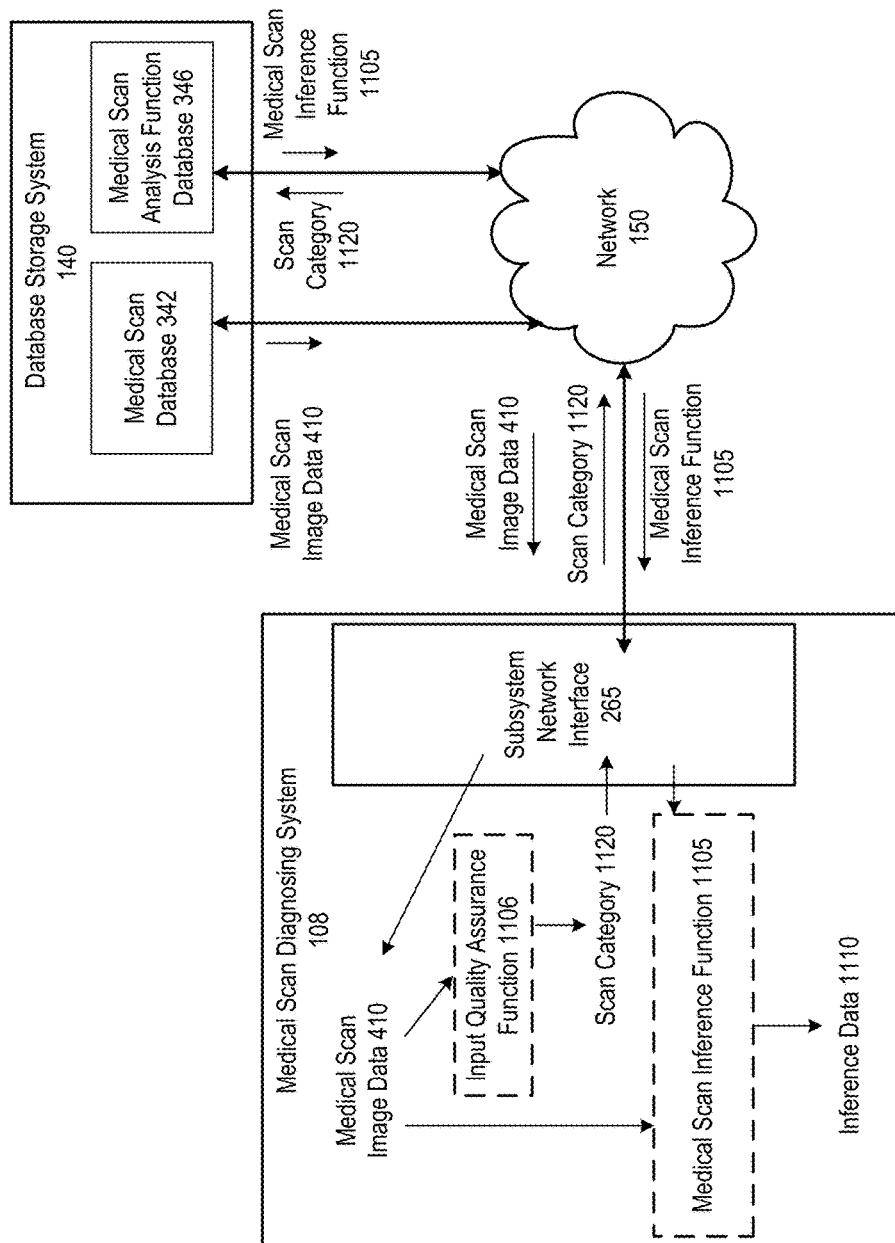 Database Storage System
140
Medical Scan
Database 342
Medical Scan
Analysis Function
Database 346
Medical Scan
Image Data 410
Scan
Category
1120
Medical Scan
Inference
Function
1105
Network
150
Medical Scan
Image Data 410
Scan Category 1120
Medical Scan
Inference Function
1105
Medical Scan Diagnosing System
108
Subsystem
Network
Interface
265
Medical Scan
Image Data 410
Input Quality Assurance
Function 1106
Scan Category 1120
Medical Scan Inference Function 1105
Inference Data 1110